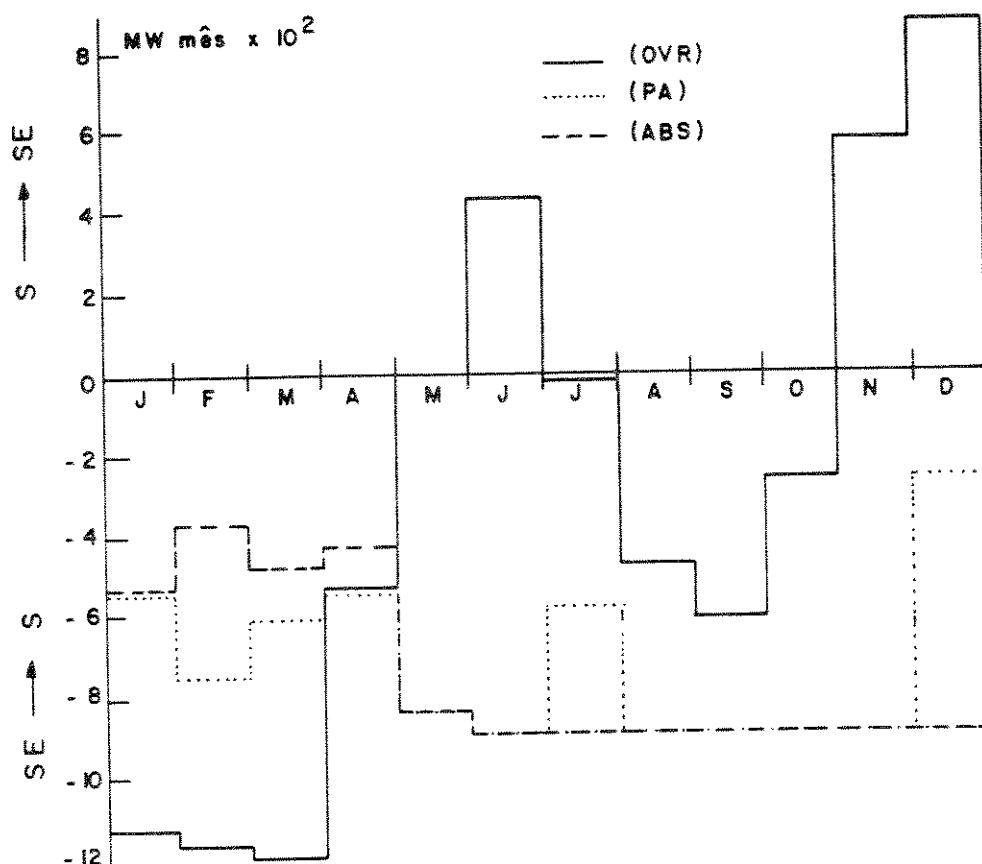 MW mês x 10²
(OVR)
(PA)
(ABS)
S → SE
SE → S
8
6
4
2
0
-2
-4
-6
-8
-10
-12
J F M A M J J A S O N D